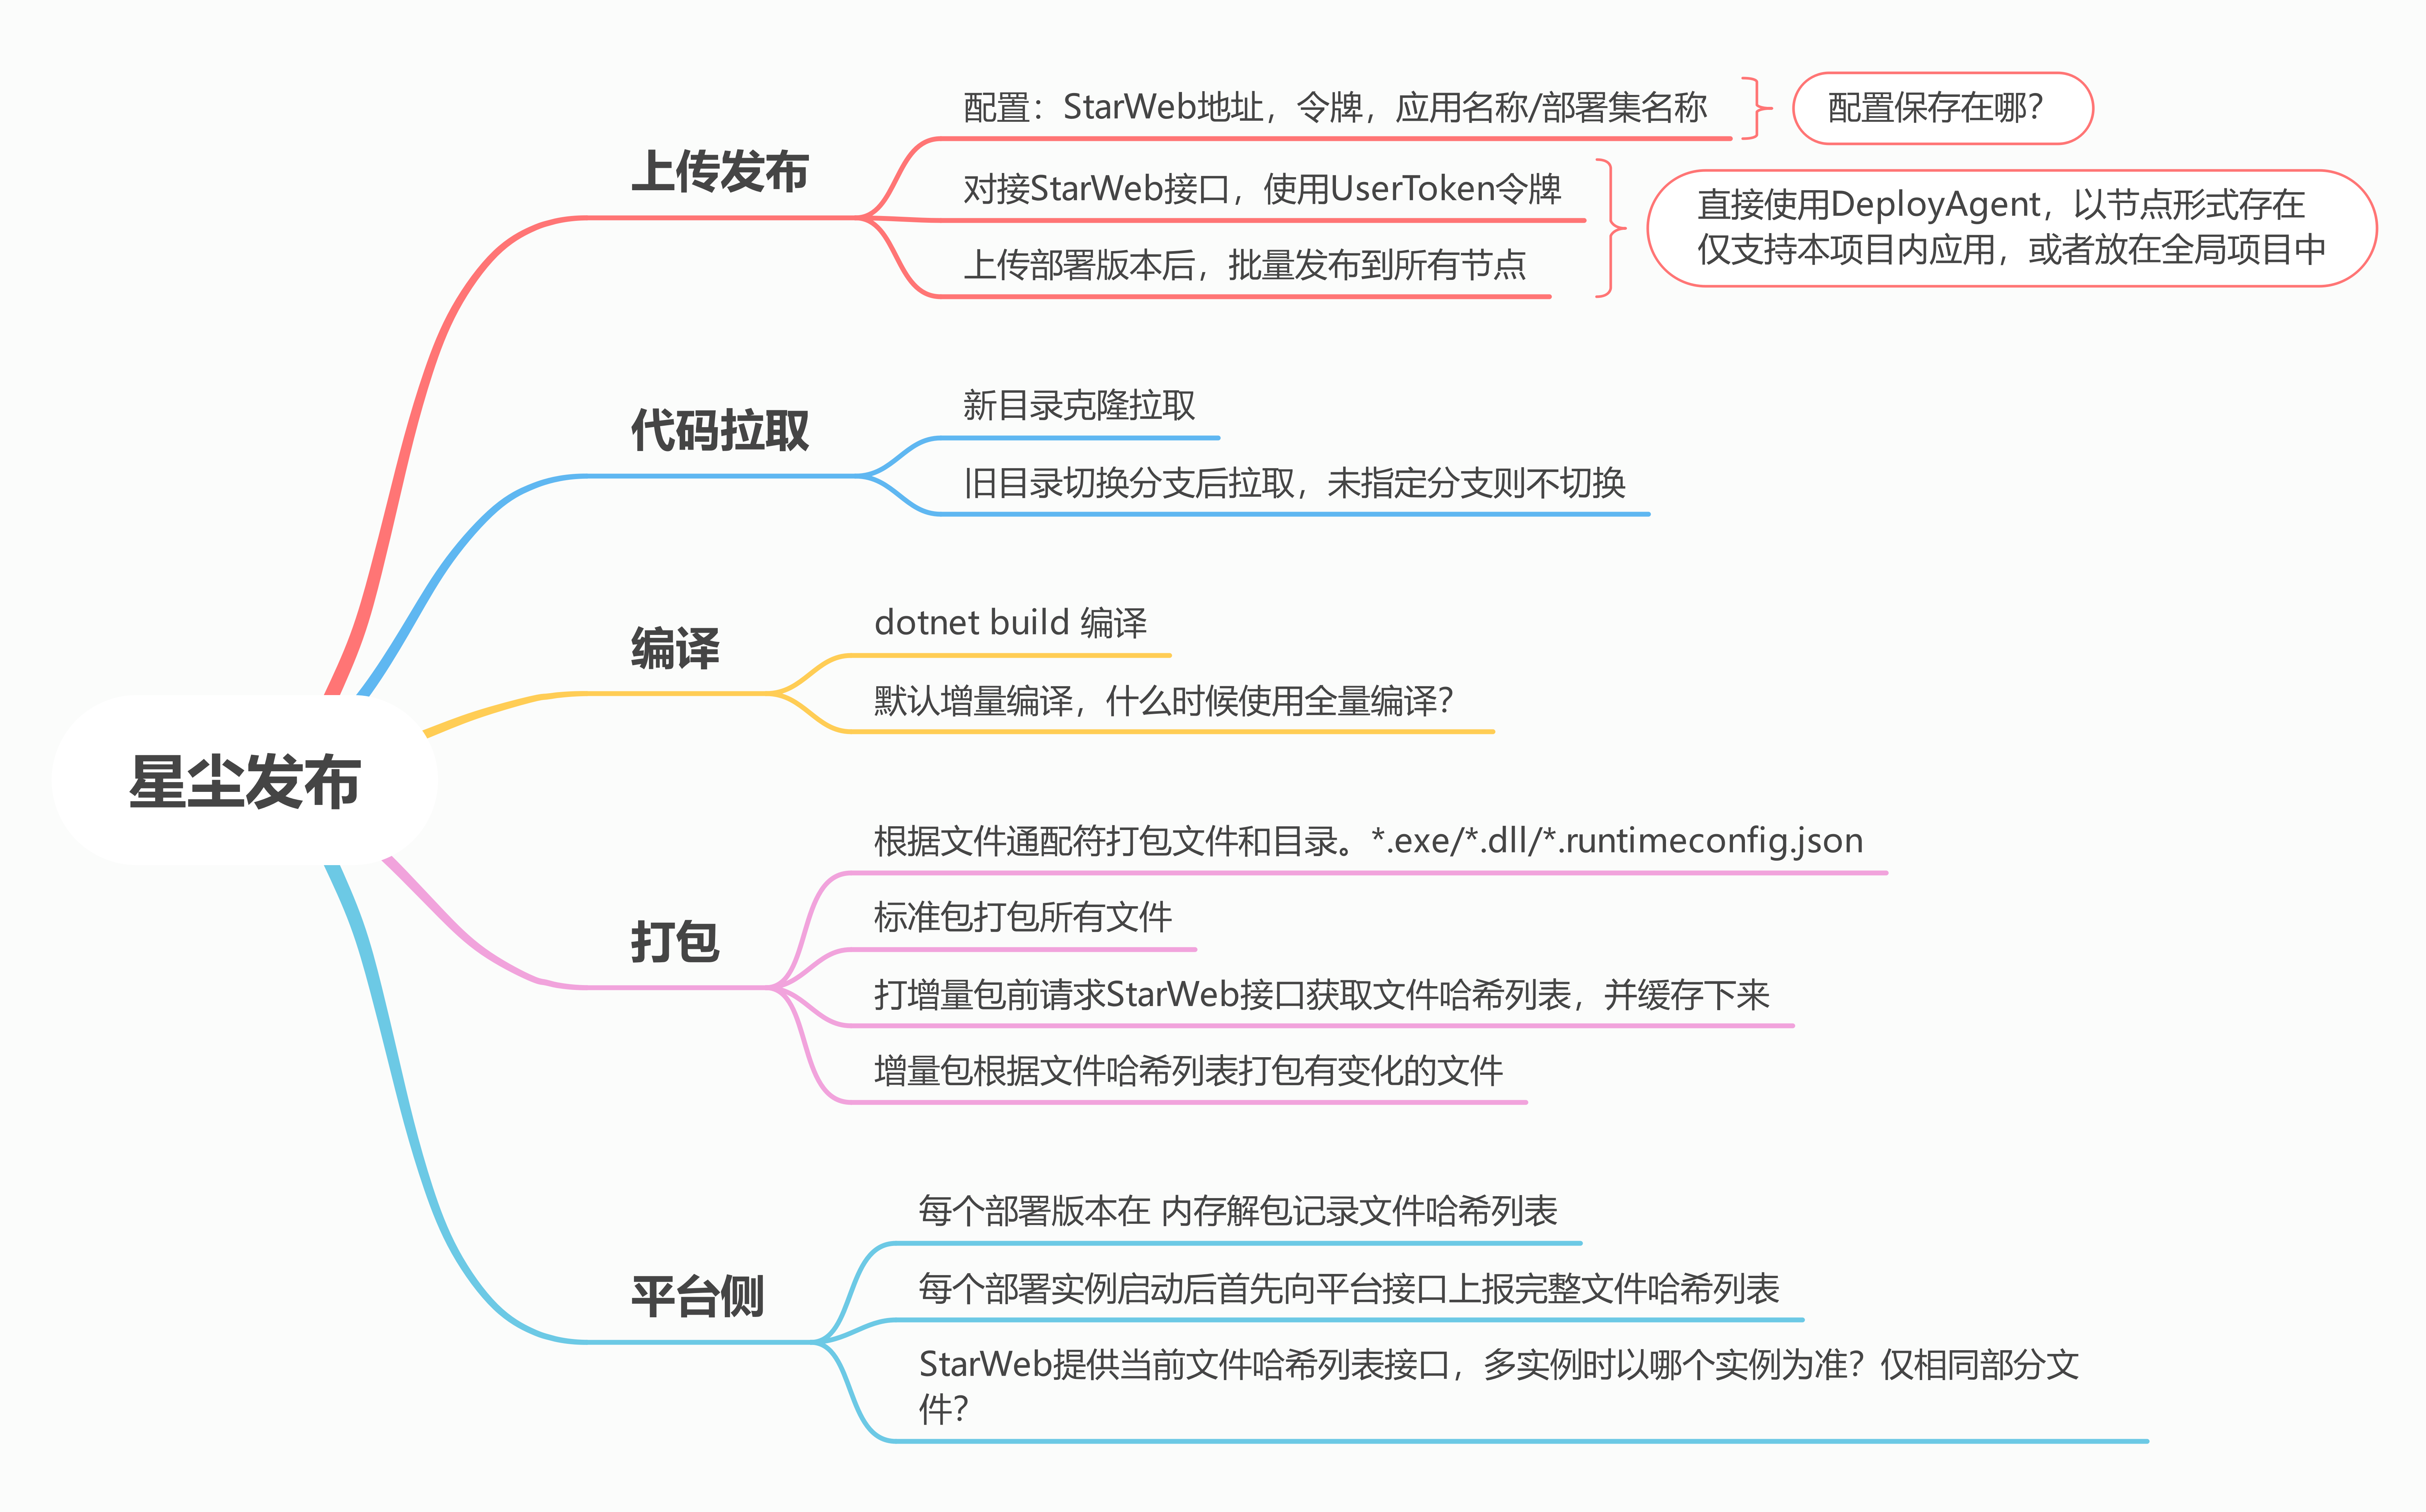 星尘发布
上传发布
配置：StarWeb地址，令牌，应用名称/部署集名称
配置保存在哪？
对接StarWeb接口，使用UserToken令牌
上传部署版本后，批量发布到所有节点
直接使用DeployAgent，以节点形式存在
仅支持本项目内应用，或者放在全局项目中
代码拉取
新目录克隆拉取
旧目录切换分支后拉取，未指定分支则不切换
编译
dotnet build 编译
默认增量编译，什么时候使用全量编译？
打包
根据文件通配符打包文件和目录。*.exe/*.dll/*.runtimeconfig.json
标准包打包所有文件
打增量包前请求StarWeb接口获取文件哈希列表，并缓存下来
增量包根据文件哈希列表打包有变化的文件
平台侧
每个部署版本在 内存解包记录文件哈希列表
每个部署实例启动后首先向平台接口上报完整文件哈希列表
StarWeb提供当前文件哈希列表接口，多实例时以哪个实例为准？仅相同部分文
件？